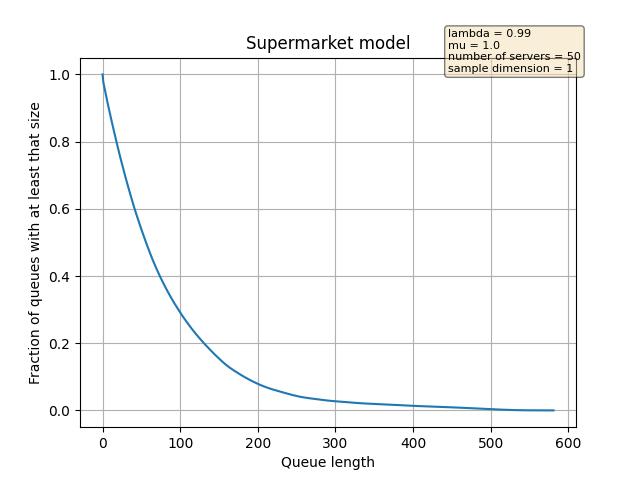 Supermarket model
lambda = 0.99
mu = 1.0
number of servers = 50
sample dimension = 1
Fraction of queues with at least that size
1.0
0.8
0.6
0.4
0.2
0.0
0 100 200 300 400 500 600
Queue length